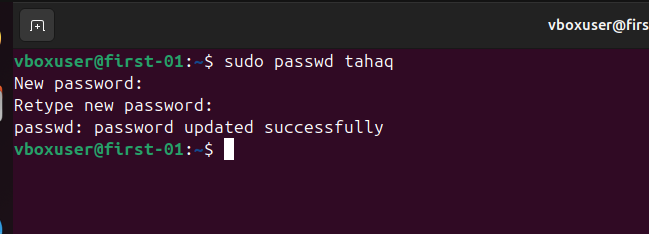 vboxuser@firs
vboxuser@first-01:~$ sudo passwd tahaq
New password:
Retype new password:
passwd: password updated successfully
vboxuser@first-01:~$